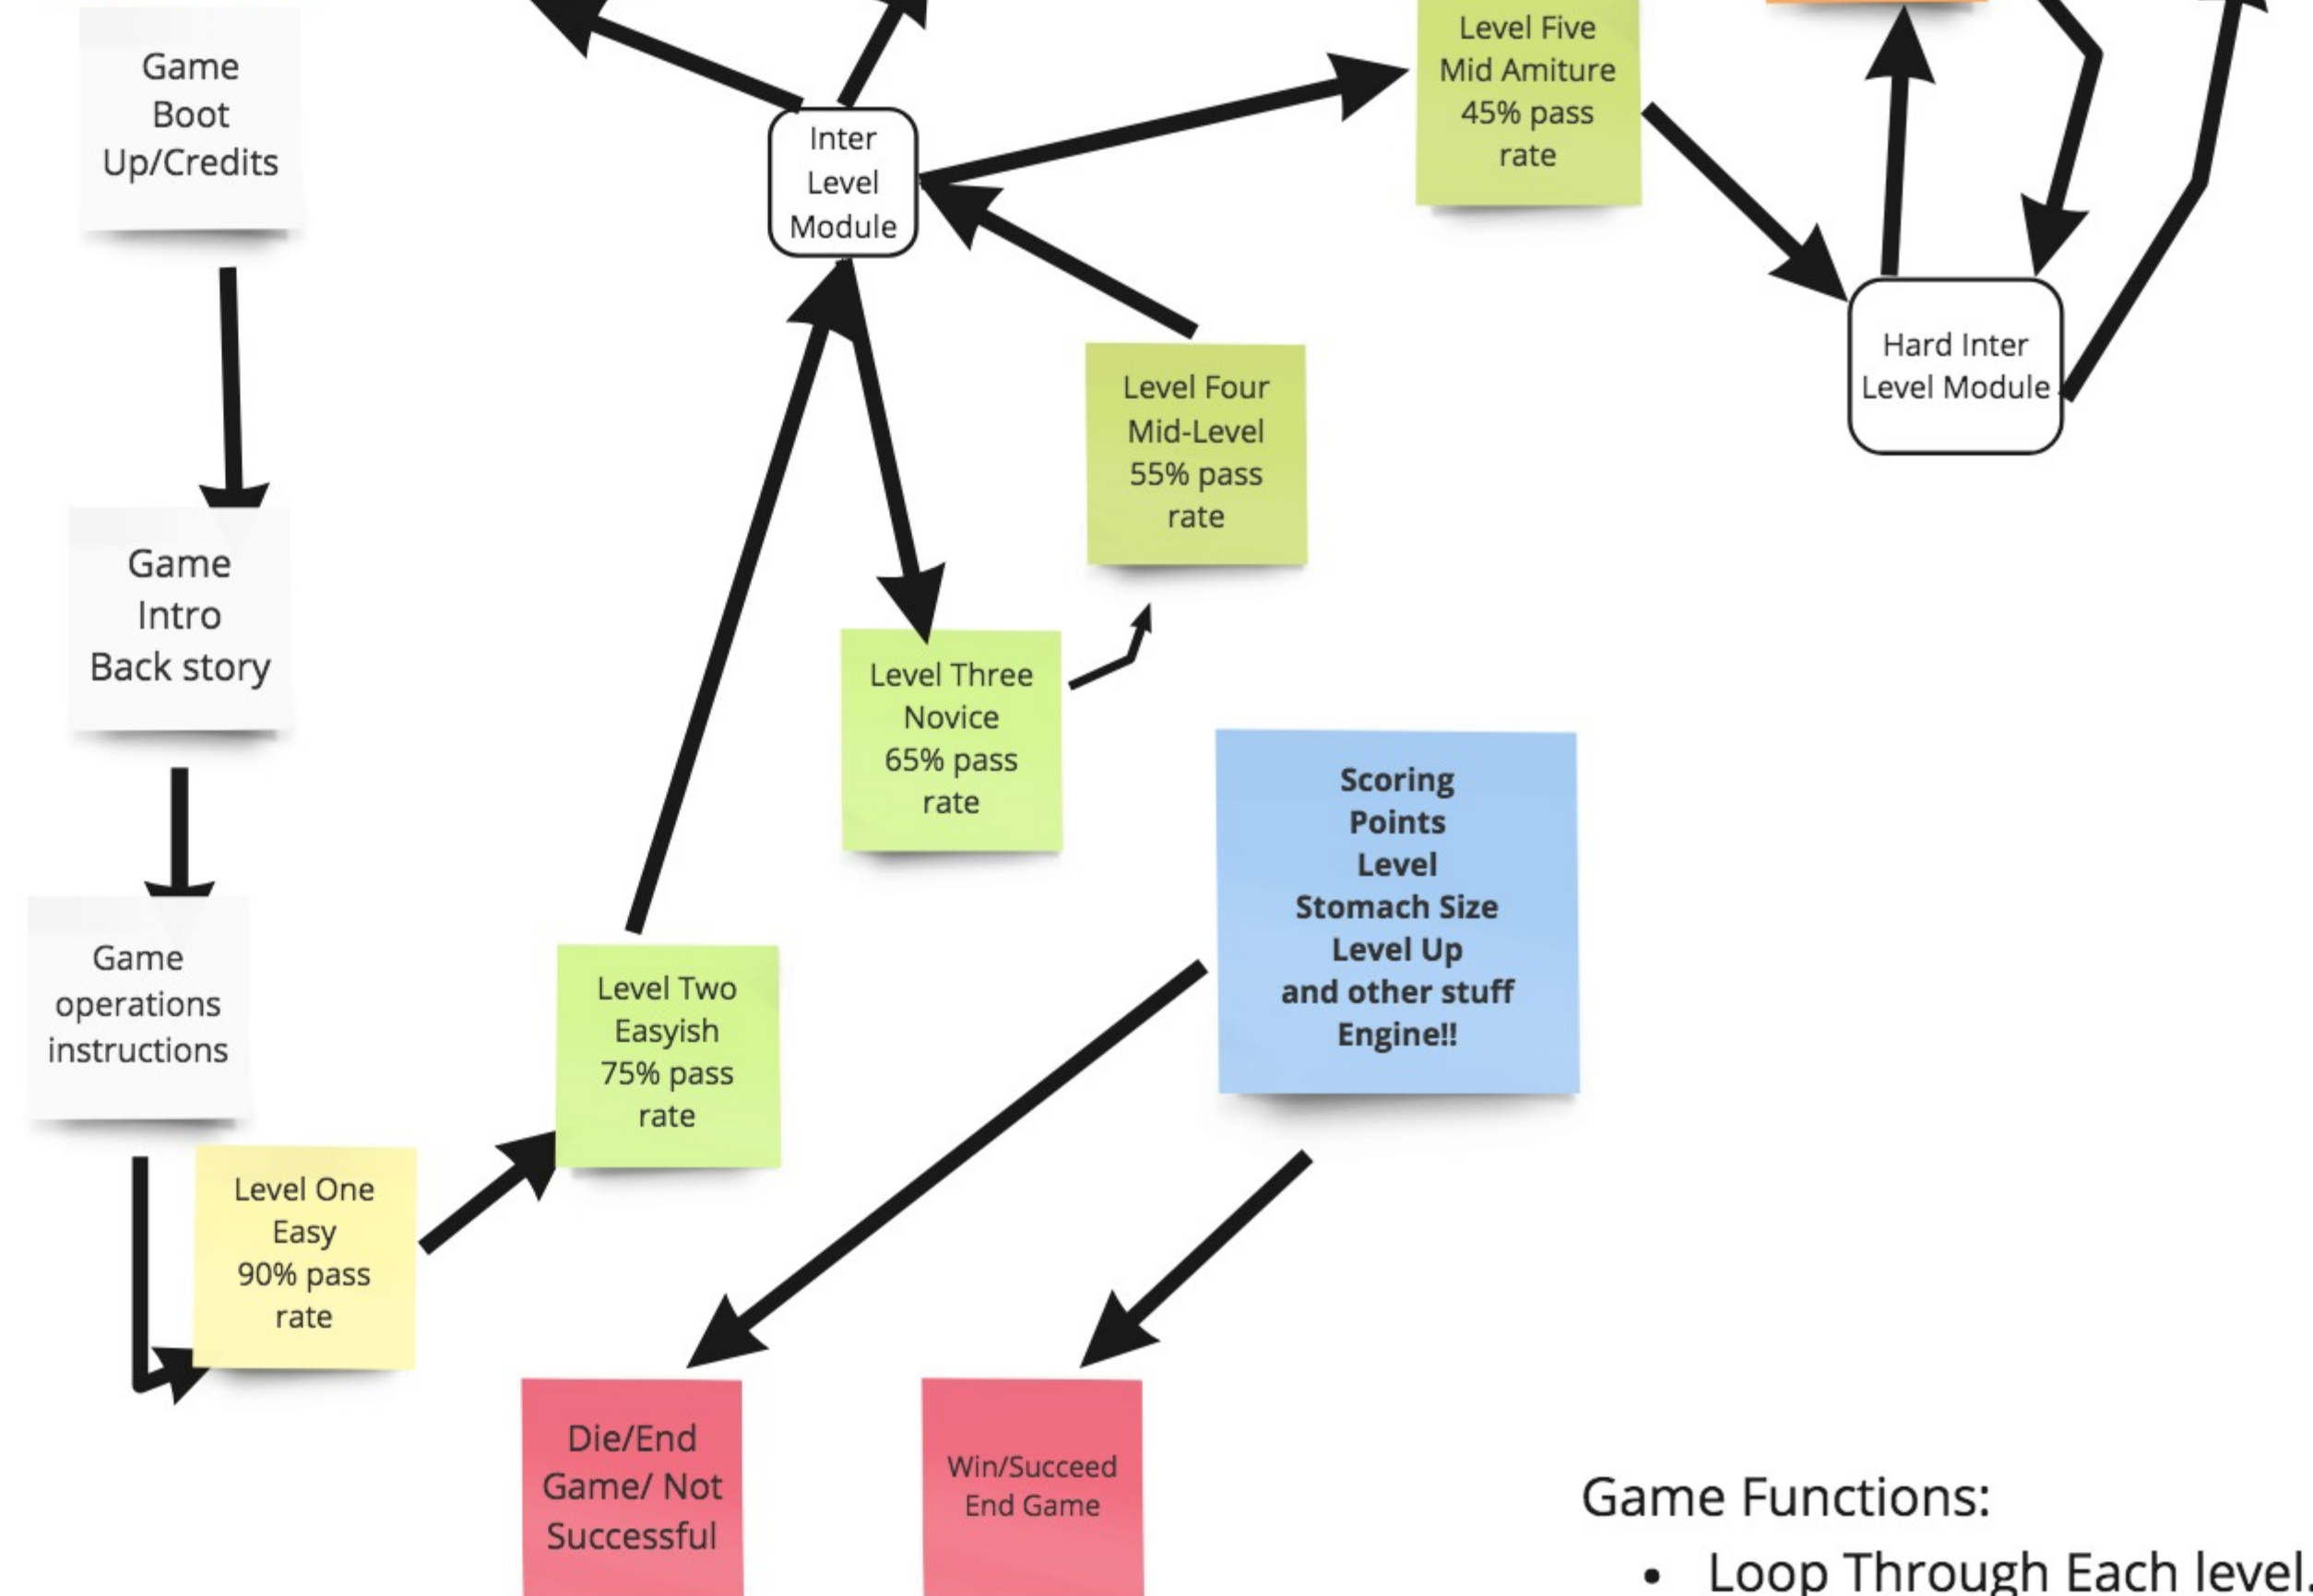 Game
Boot
Up/Credits
Inter
Level
Module
Level Five
Mid Amiture
45% pass
rate
Hard Inter
Level Module
Level Four
Mid-Level
55% pass
rate
Game
Intro
Back story
Level Three
Novice
65% pass
rate
Scoring
Points
Level
Stomach Size
Level Up
and other stuff
Engine!!
Game
operations
instructions
Level Two
Easyish
75% pass
rate
Level One
Easy
90% pass
rate
Die/End
Game/ Not
Successful
Win/Succeed
End Game
Game Functions:
• Loop Through Each level.